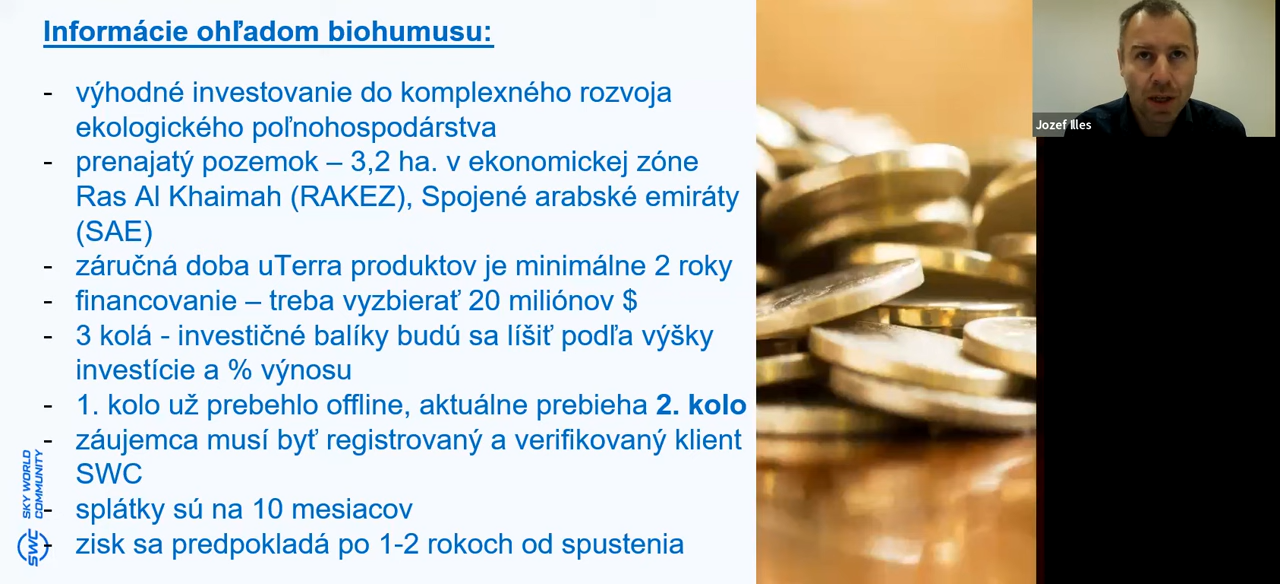 Informácie ohľadom biohumusu:
- výhodné investovanie do komplexného rozvoja
ekologického poľnohospodárstva
- prenajatý pozemok – 3,2 ha. v ekonomickej zóne
Ras Al Khaimah (RAKEZ), Spojené arabské emiráty
(SAE)
- záručná doba uTerra produktov je minimálne 2 roky
- financovanie – treba vyzbierať 20 miliónov $
- 3 kolá - investičné balíky budú sa líšiť podľa výšky
investície a % výnosu
- 1. kolo už prebehlo offline, aktuálne prebieha 2. kolo
- záujemca musí byť registrovaný a verifikovaný klient
SWC
- splátky sú na 10 mesiacov
- zisk sa predpokladá po 1-2 rokoch od spustenia
SWC
SKY WORLD
COMMUNITY
Jozef Illes